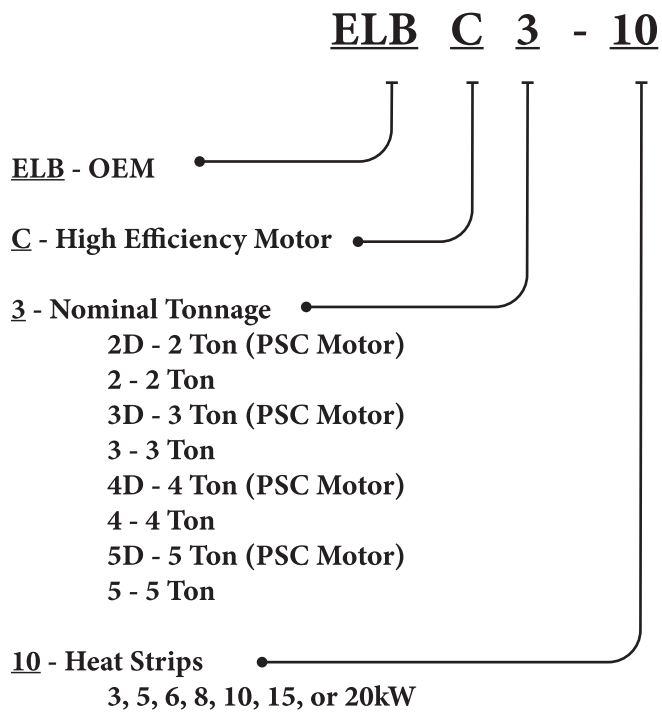 ELB C 3 - 10
ELB - OEM
C - High Efficiency Motor
3 - Nominal Tonnage
2D - 2 Ton (PSC Motor)
2 - 2 Ton
3D - 3 Ton (PSC Motor)
3 - 3 Ton
4D - 4 Ton (PSC Motor)
4 - 4 Ton
5D - 5 Ton (PSC Motor)
5 - 5 Ton
10 - Heat Strips
3, 5, 6, 8, 10, 15, or 20kW